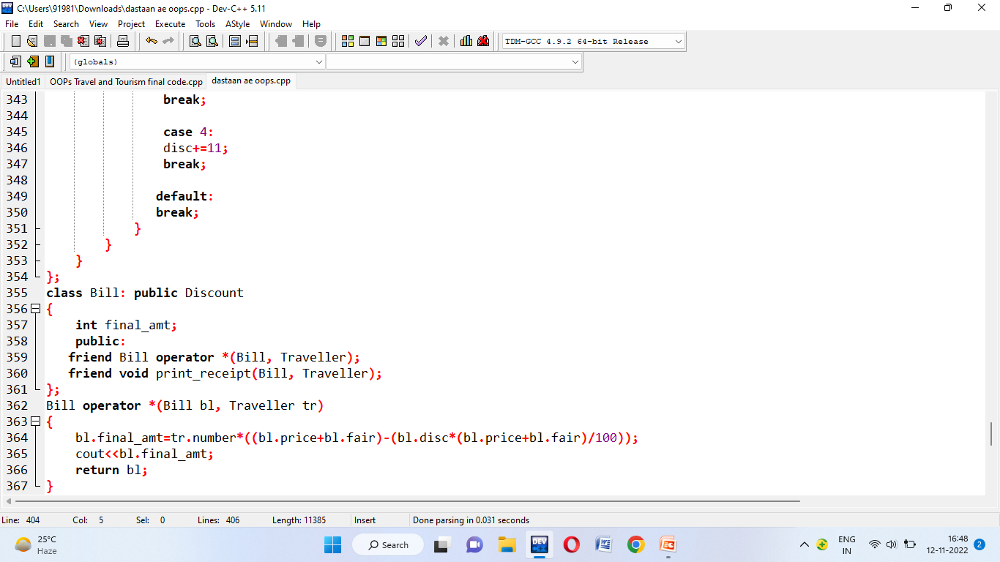 C:\Users\91981\Downloads\dastaan ae oops.cpp - Dev-C++ 5.11
File Edit Search View Project Execute Tools AStyle Window Help
TDM-GCC 4.9.2 64-bit Release
(globals)
Untitled1 OOPs Travel and Tourism final code.cpp dastaan ae oops.cpp
343 break;
344
345 case 4:
346 disc+=11;
347 break;
348
349 default:
350 break;
351 }
352 }
353 }
354 };
355 class Bill: public Discount
356 {
357 int final_amt;
358 public:
359 friend Bill operator *(Bill, Traveller);
360 friend void print_receipt(Bill, Traveller);
361 };
362 Bill operator *(Bill bl, Traveller tr)
363 {
364 bl.final_amt=tr.number*((bl.price+bl.fair)-(bl.disc*(bl.price+bl.fair)/100));
365 cout<<bl.final_amt;
366 return bl;
367 }
Line: 404 Col: 5 Sel: 0 Lines: 406 Length: 11385 Insert Done parsing in 0.031 seconds
25°C
Haze
Search
DEV
ENG
IN
16:48
12-11-2022
2